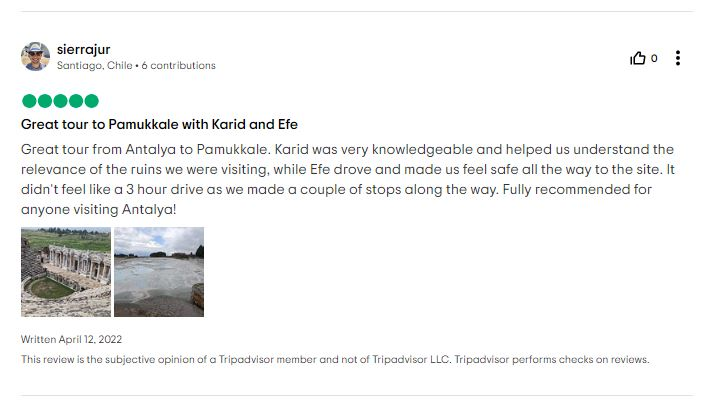 sierrajur
Santiago, Chile • 6 contributions
0
Great tour to Pamukkale with Karid and Efe
Great tour from Antalya to Pamukkale. Karid was very knowledgeable and helped us understand the
relevance of the ruins we were visiting, while Efe drove and made us feel safe all the way to the site. It
didn't feel like a 3 hour drive as we made a couple of stops along the way. Fully recommended for
anyone visiting Antalya!
Written April 12, 2022
This review is the subjective opinion of a Tripadvisor member and not of Tripadvisor LLC. Tripadvisor performs checks on reviews.